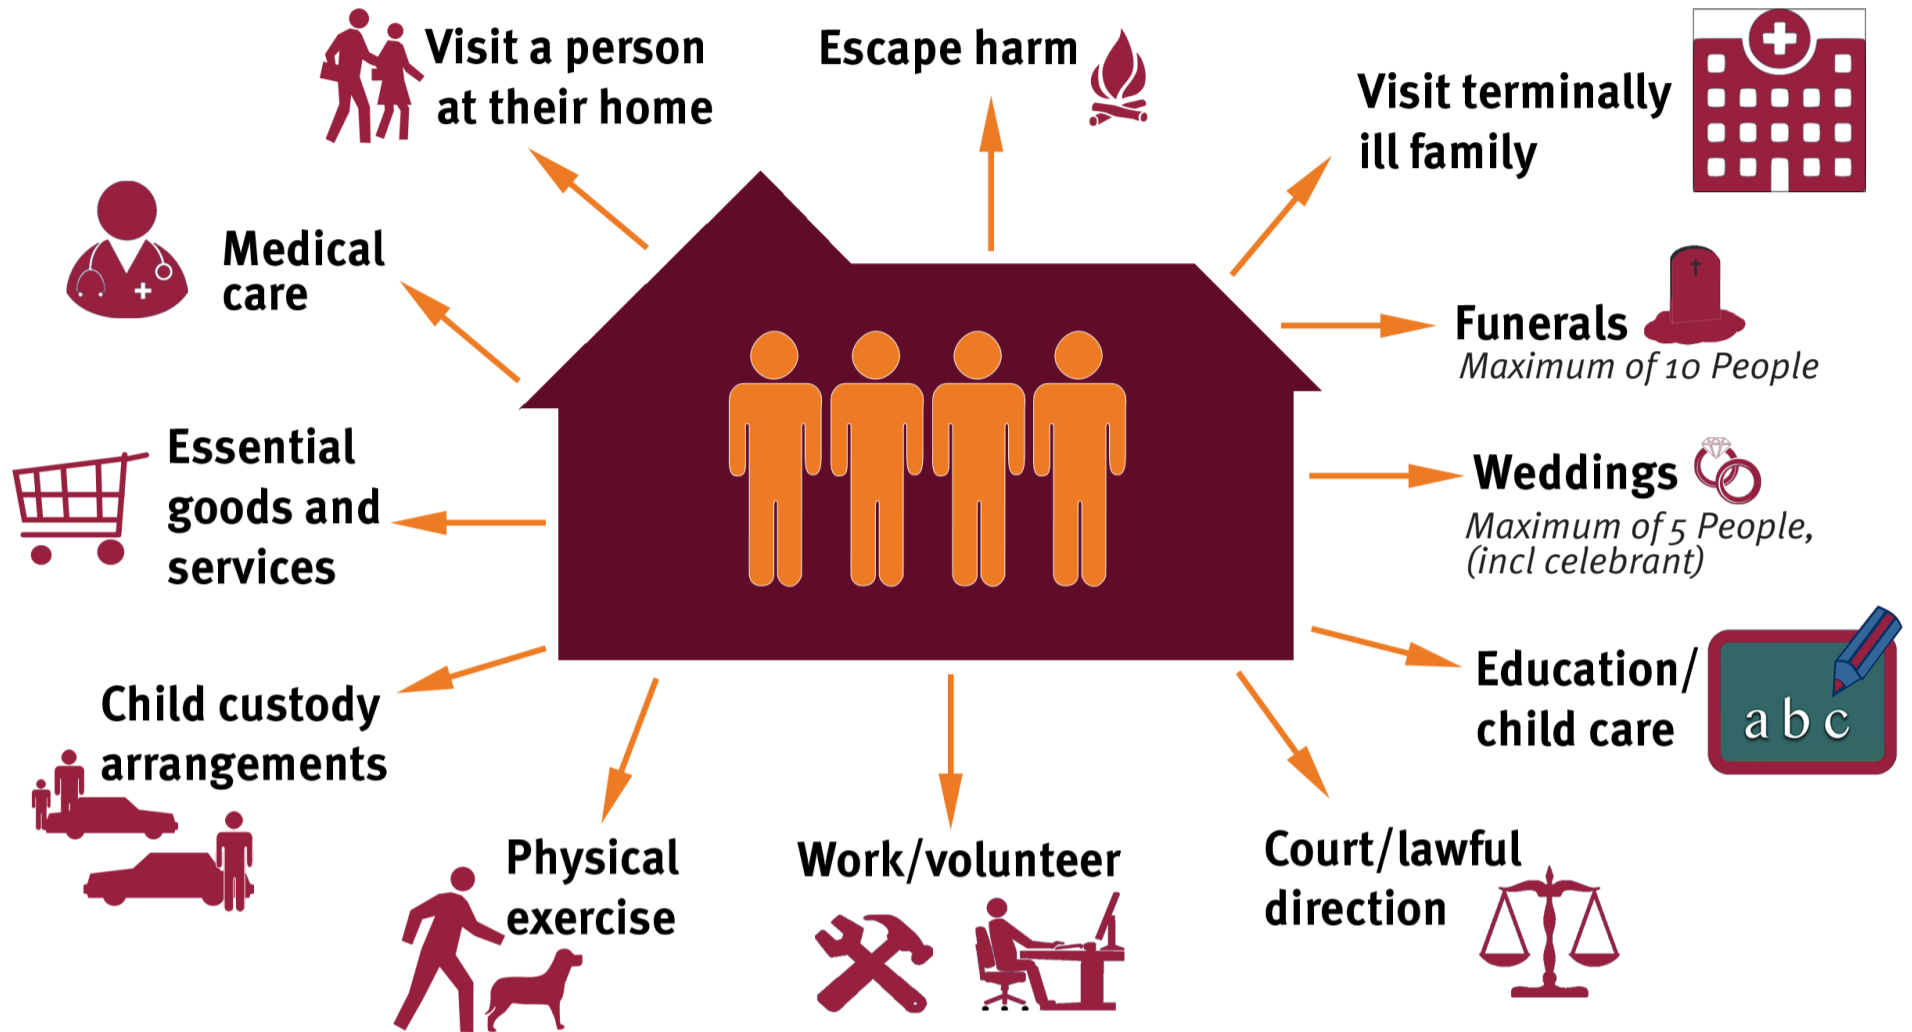 Visit a person
at their home
Escape harm
Visit terminally
ill family
Medical
care
Funerals
Maximum of 10 People
Essential
goods and
services
Weddings
Maximum of 5 People,
(incl celebrant)
Child custody
arrangements
Education/
child care
a b c
Physical
exercise
Work/volunteer
Court/lawful
direction